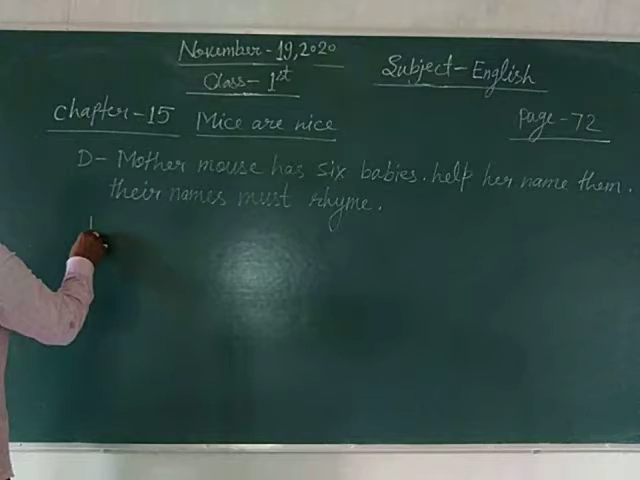 November-19,2020
Class-1st
Subject-English
Chapter-15 Mice are nice
Page-72
D- Mother mouse has six babies. help her name them.
their names must rhyme.